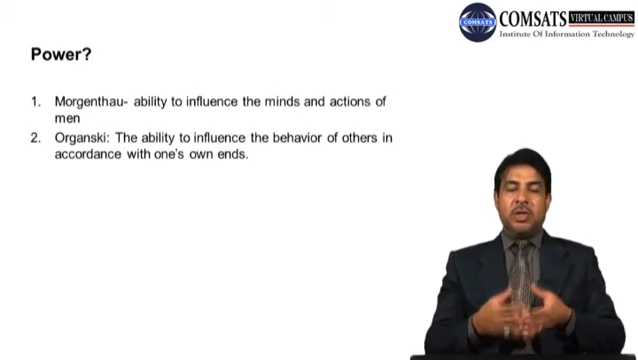 COMSATS VIRTUAL CAMPUS
Institute Of Information Technology
Power?
1. Morgenthau- ability to influence the minds and actions of
men
2. Organski: The ability to influence the behavior of others in
accordance with one's own ends.